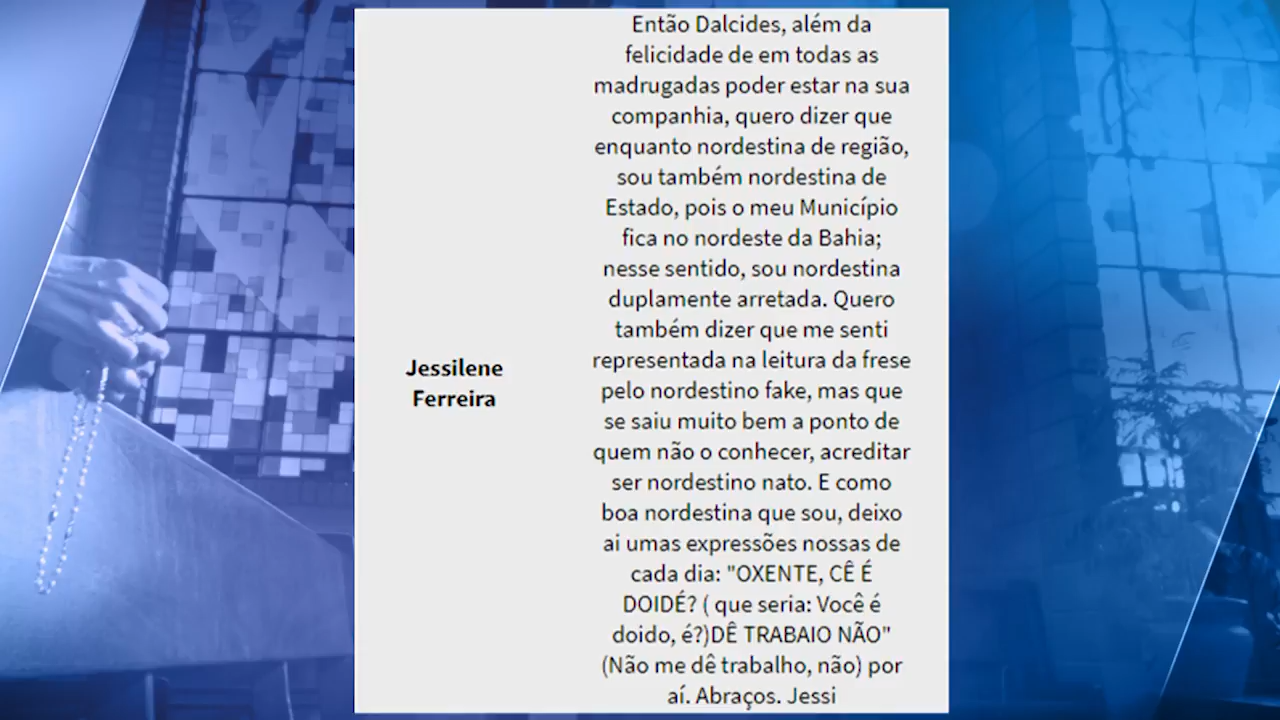 Jessilene
Ferreira
Então Dalcides, além da
felicidade de em todas as
madrugadas poder estar na sua
companhia, quero dizer que
enquanto nordestina de região,
sou também nordestina de
Estado, pois o meu Município
fica no nordeste da Bahia;
nesse sentido, sou nordestina
duplamente arretada. Quero
também dizer que me senti
representada na leitura da frese
pelo nordestino fake, mas que
se saiu muito bem a ponto de
quem não o conhecer, acreditar
ser nordestino nato. E como
boa nordestina que sou, deixo
ai umas expressões nossas de
cada dia: "OXENTE, CÊ É
DOIDÉ? ( que seria: Você é
doido, é?)DÊ TRABAIO NÃO"
(Não me dê trabalho, não) por
aí. Abraços. Jessi